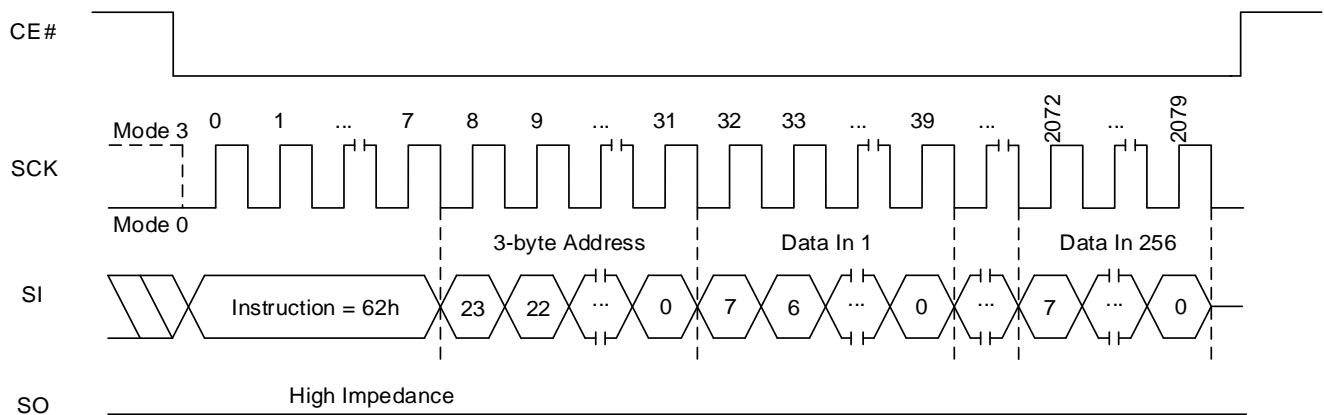 CE#
0 1 ... 7 8 9 ... 31 32 33 ... 39 ... 2072 ... 2079
Mode 3
SCK
Mode 0
3-byte Address Data In 1 Data In 256
SI
Instruction = 62h 23 22 ... 0 7 6 ... 0 ... 7 ... 0
High Impedance
SO